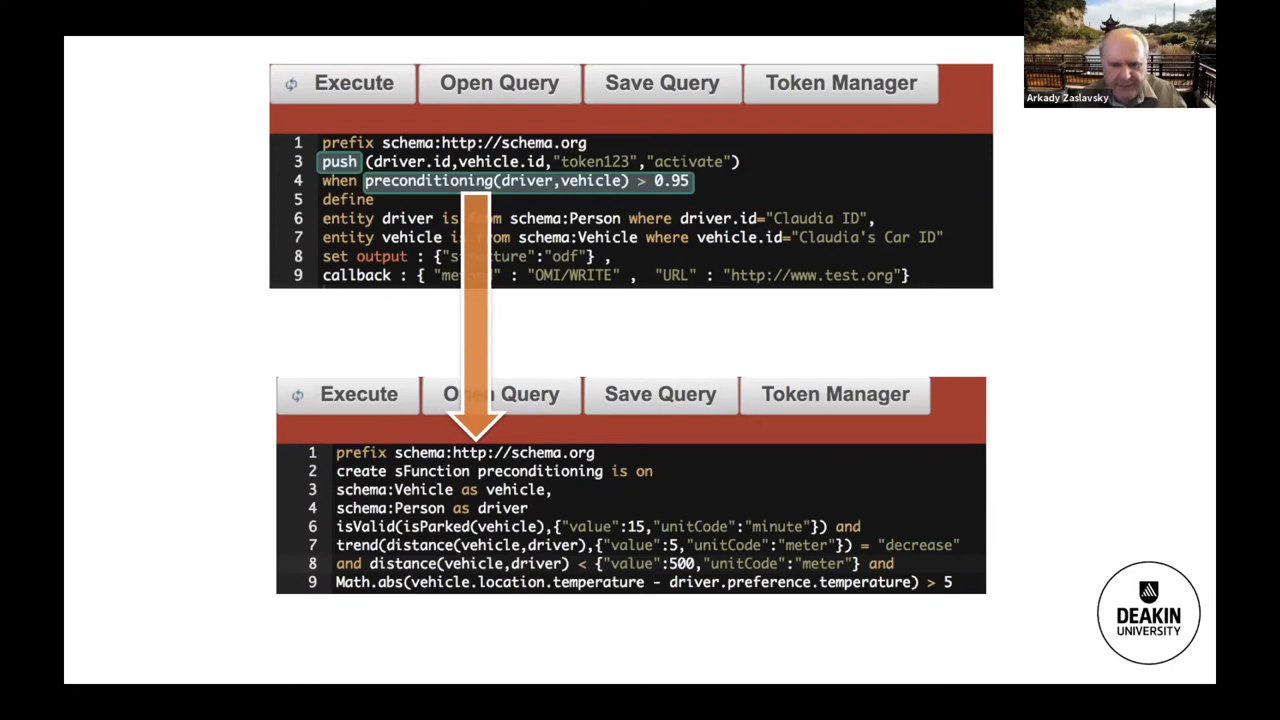 Arkady Zaslavsky
Execute Open Query Save Query Token Manager
1 prefix schema:http://schema.org
3 push (driver.id,vehicle.id,"token123","activate")
4 when preconditioning(driver,vehicle) > 0.95
5 define
6 entity driver is from schema:Person where driver.id="Claudia ID",
7 entity vehicle is from schema:Vehicle where vehicle.id="Claudia's Car ID"
8 set output : {"structure":"odf"} ,
9 callback : { "method" : "OMI/WRITE" , "URL" : "http://www.test.org"}
Execute Open Query Save Query Token Manager
1 prefix schema:http://schema.org
2 create sFunction preconditioning is on
3 schema:Vehicle as vehicle,
4 schema:Person as driver
6 isValid(isParked(vehicle),{"value":15,"unitCode":"minute"}) and
7 trend(distance(vehicle,driver),{"value":5,"unitCode":"meter"}) = "decrease"
8 and distance(vehicle,driver) < {"value":500,"unitCode":"meter"} and
9 Math.abs(vehicle.location.temperature - driver.preference.temperature) > 5
DEAKIN
UNIVERSITY